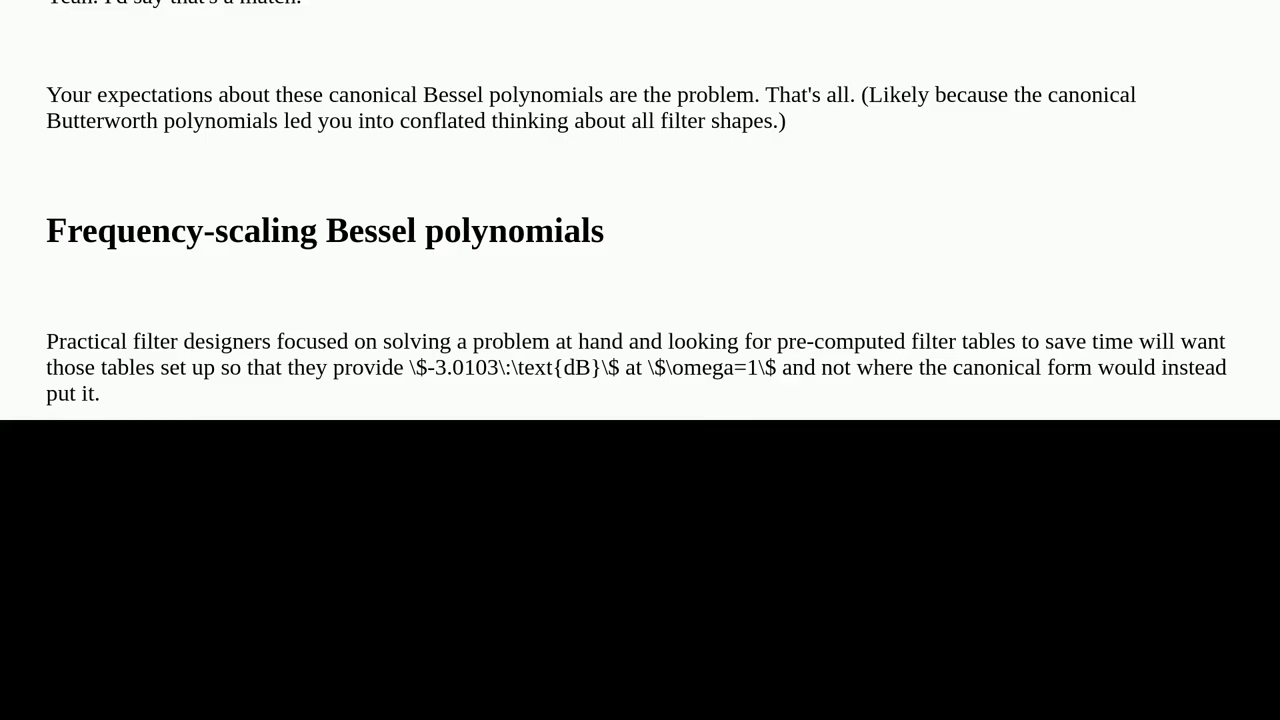 Yeah. I'd say that's a match.
Your expectations about these canonical Bessel polynomials are the problem. That's all. (Likely because the canonical
Butterworth polynomials led you into conflated thinking about all filter shapes.)
Frequency-scaling Bessel polynomials
Practical filter designers focused on solving a problem at hand and looking for pre-computed filter tables to save time will want
those tables set up so that they provide \$-3.0103\:\text{dB}\$ at \$\omega=1\$ and not where the canonical form would instead
put it.